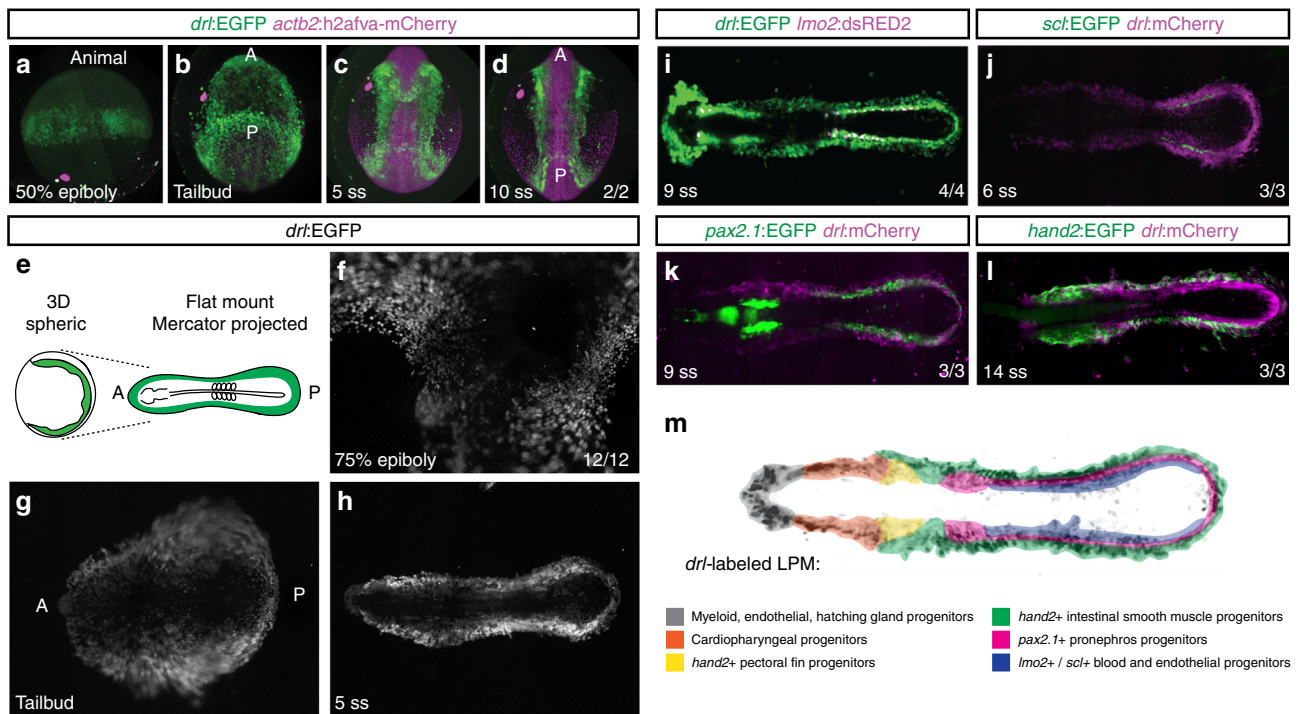 drl:EGFP actb2:h2afva-mCherry
a
Animal
50% epiboly
b
A
P
Tailbud
c
5 ss
d
A
P
10 ss
2/2
drl:EGFP
e
3D
spheric
Flat mount
Mercator projected
A
P
f
75% epiboly
12/12
g
A
P
Tailbud
h
5 ss
drl:EGFP lmo2:dsRED2
i
9 ss
4/4
scl:EGFP drl:mCherry
j
6 ss
3/3
pax2.1:EGFP drl:mCherry
k
9 ss
3/3
hand2:EGFP drl:mCherry
l
14 ss
3/3
m
drl-labeled LPM:
Myeloid, endothelial, hatching gland progenitors
Cardiopharyngeal progenitors
hand2+ pectoral fin progenitors
hand2+ intestinal smooth muscle progenitors
pax2.1+ pronephros progenitors
lmo2+ / scl+ blood and endothelial progenitors